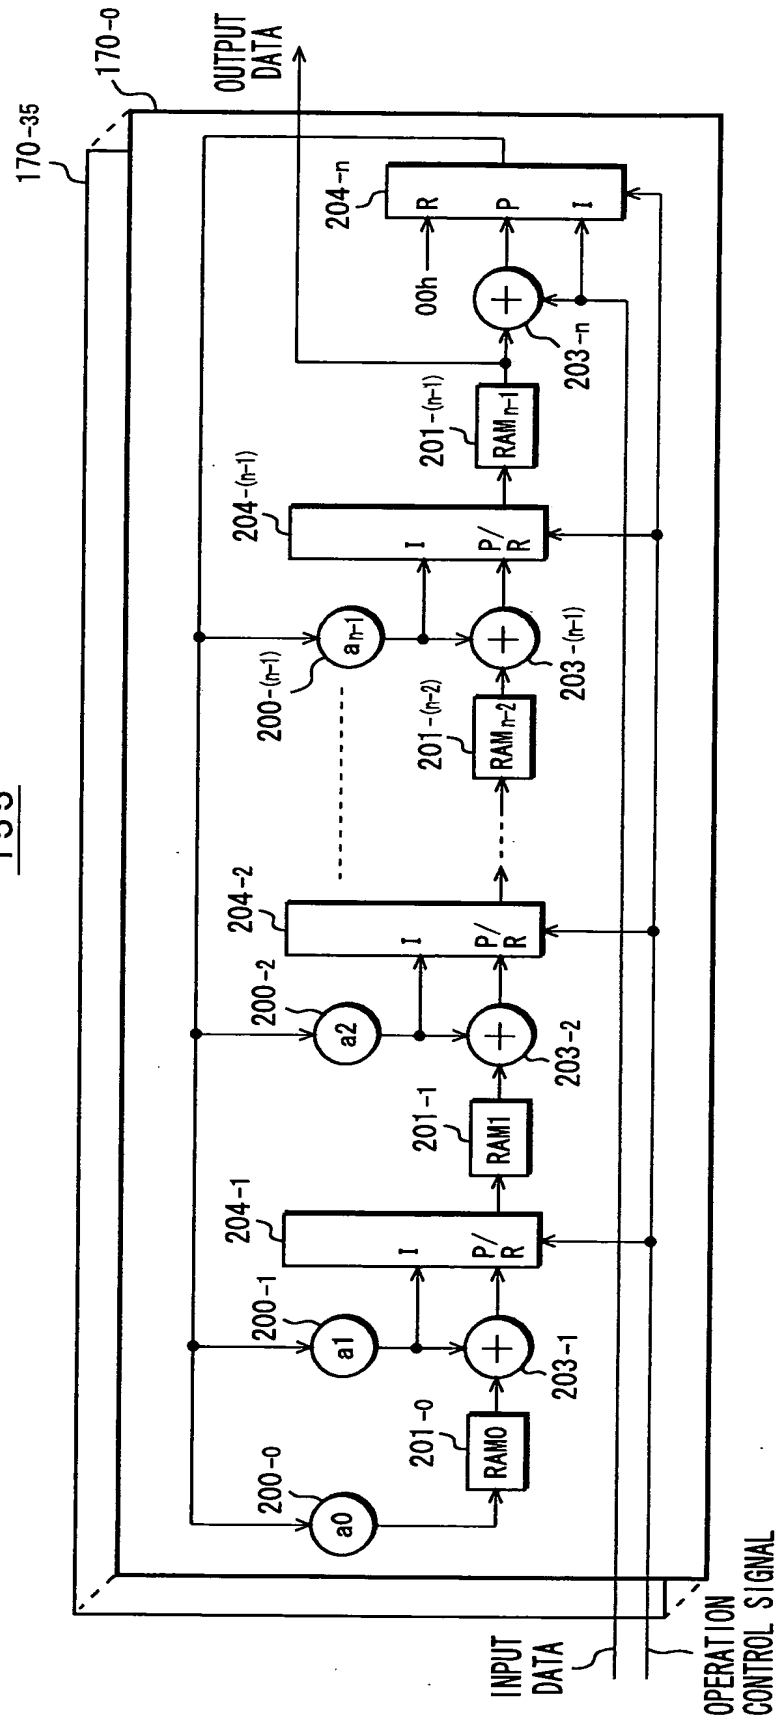 155
170-35
170-0
OUTPUT
DATA
204-n
R
P
I
00h
+
203-n
201-(n-1)
RAMn-1
204-(n-1)
I
P/
R
200-(n-1)
an-1
+
203-(n-1)
201-(n-2)
RAMn-2
204-2
I
P/
R
200-2
a2
+
203-2
201-1
RAM1
204-1
I
P/
R
200-1
a1
+
203-1
201-0
RAM0
200-0
a0
INPUT
DATA
OPERATION
CONTROL SIGNAL